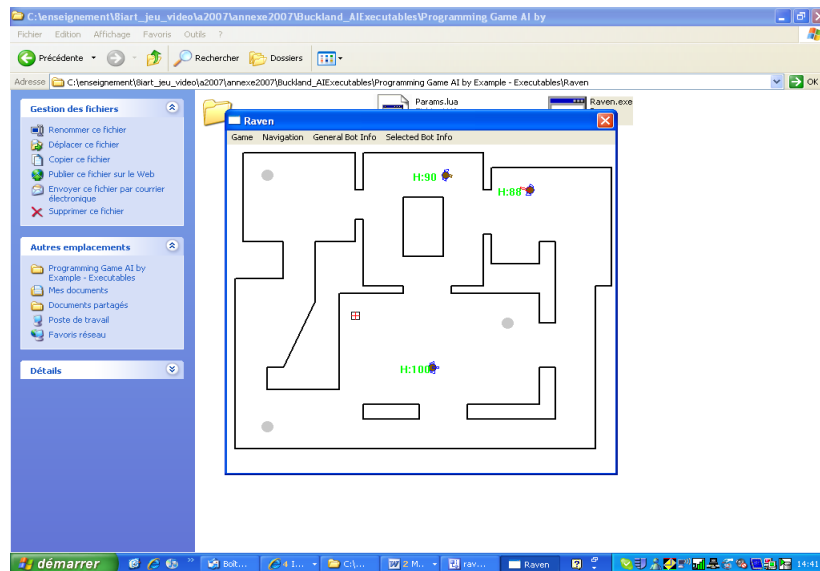 C:\enseignement\8iart_jeu_video\a2007\annexe2007\Buckland_AIExecutables\Programming Game AI by
Fichier Edition Affichage Favoris Outils ?
Précédente Rechercher Dossiers
Adresse C:\enseignement\8iart_jeu_video\a2007\annexe2007\Buckland_AIExecutables\Programming Game AI by Example - Executables\Raven OK
Gestion des fichiers
Renommer ce fichier
Déplacer ce fichier
Copier ce fichier
Publier ce fichier sur le Web
Envoyer ce fichier par courrier
électronique
Supprimer ce fichier
Autres emplacements
Programming Game AI by
Example - Executables
Mes documents
Documents partagés
Poste de travail
Favoris réseau
Détails
Params.lua
Raven.exe
Raven
Game Navigation General Bot Info Selected Bot Info
H:90
H:86
H:100
démarrer » Boît... 4 I... C:\... 2 M... rav... Raven 14:41